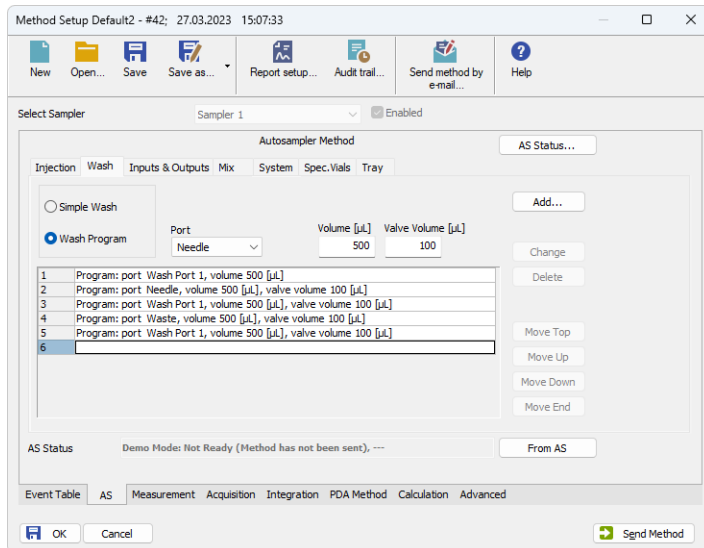 Method Setup Default2 - #42; 27.03.2023 15:07:33
New Open... Save Save as... Report setup... Audit trail... Send method by e-mail... Help
Select Sampler Sampler 1 Enabled
Autosampler Method AS Status...
Injection Wash Inputs & Outputs Mix System Spec.Vials Tray
Simple Wash Add...
Wash Program Port Volume [µL] Valve Volume [µL]
Needle 500 100
Change
1 Program: port Wash Port 1, volume 500 [µL] Delete
2 Program: port Needle, volume 500 [µL], valve volume 100 [µL]
3 Program: port Wash Port 1, volume 500 [µL], valve volume 100 [µL]
4 Program: port Waste, volume 500 [µL], valve volume 100 [µL]
5 Program: port Wash Port 1, volume 500 [µL], valve volume 100 [µL] Move Top
6
Move Up
Move Down
Move End
AS Status Demo Mode: Not Ready (Method has not been sent), --- From AS
Event Table AS Measurement Acquisition Integration PDA Method Calculation Advanced
OK Cancel Send Method